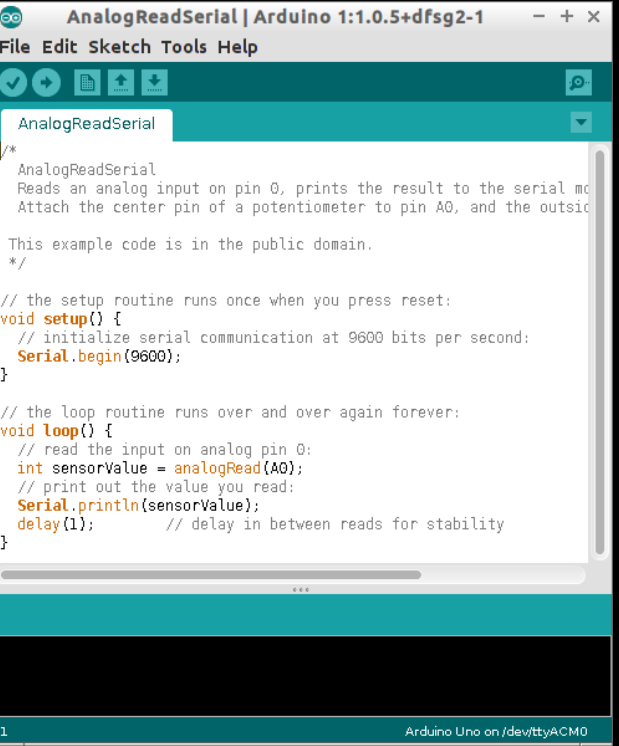 AnalogReadSerial | Arduino 1:1.0.5+dfsg2-1
File Edit Sketch Tools Help
AnalogReadSerial
/*
  AnalogReadSerial
  Reads an analog input on pin 0, prints the result to the serial mo
  Attach the center pin of a potentiometer to pin A0, and the outsid

 This example code is in the public domain.
 */

// the setup routine runs once when you press reset:
void setup() {
  // initialize serial communication at 9600 bits per second:
  Serial.begin(9600);
}

// the loop routine runs over and over again forever:
void loop() {
  // read the input on analog pin 0:
  int sensorValue = analogRead(A0);
  // print out the value you read:
  Serial.println(sensorValue);
  delay(1);        // delay in between reads for stability
}
1
Arduino Uno on /dev/ttyACM0